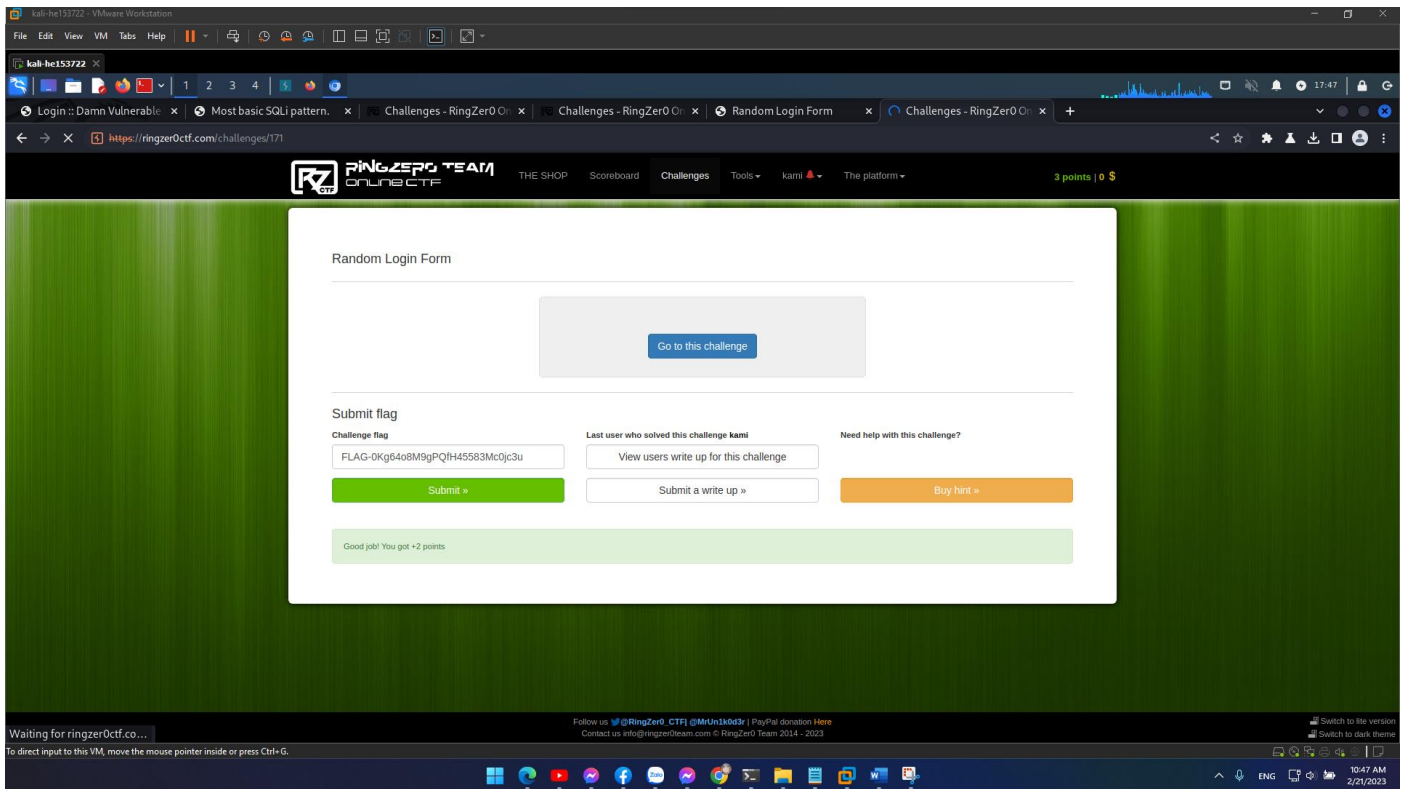 kali-he153722 - VMware Workstation
File Edit View VM Tabs Help
kali-he153722
1 2 3 4
17:47
Login :: Damn Vulnerable
Most basic SQLi pattern.
Challenges - RingZer0 On
Challenges - RingZer0 On
Random Login Form
Challenges - RingZer0 On
https://ringzer0ctf.com/challenges/171
RZ CTF
RINGZER0 TEAM
ONLINE CTF
THE SHOP Scoreboard Challenges Tools kami The platform
3 points | 0 $
Random Login Form
Go to this challenge
Submit flag
Challenge flag
Last user who solved this challenge kami
Need help with this challenge?
FLAG-0Kg64o8M9gPQfH45583Mc0jc3u
View users write up for this challenge
Submit »
Submit a write up »
Buy hint »
Good job! You got +2 points
Follow us @RingZer0_CTF| @MrUn1k0d3r | PayPal donation Here
Contact us info@ringzer0team.com © RingZer0 Team 2014 - 2023
Switch to lite version
Switch to dark theme
Waiting for ringzer0ctf.co...
To direct input to this VM, move the mouse pointer inside or press Ctrl+G.
Zalo
ENG
10:47 AM
2/21/2023